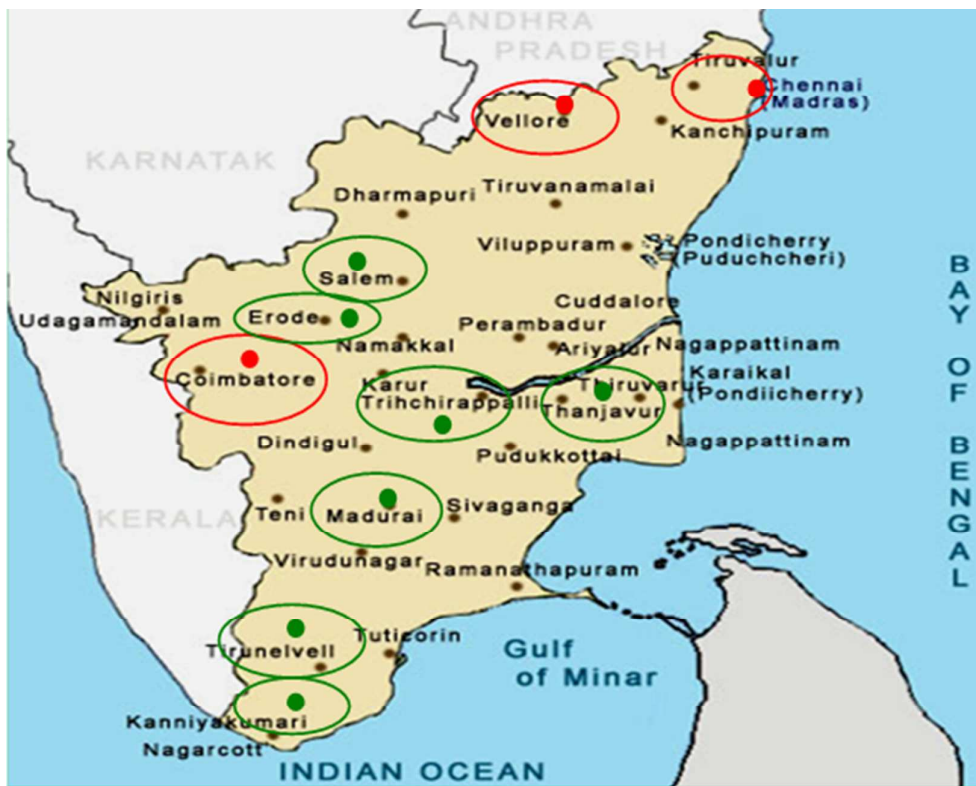 ANDHRA
PRADESH
Tiruvalur
Chennai
(Madras)
Vellore
Kanchipuram
KARNATAK
Dharmapuri
Tiruvanamalai
Viluppuram
Pondicherry
(Puduchcheri)
Salem
Nilgiris
Udagamandalam
Erode
Cuddalore
Perambadur
Namakkal
Ariyalur
Nagappattinam
Coimbatore
Karur
Karaikal
(Pondiicherry)
Trihchirappalli
Thiruvarur
Thanjavur
Dindigul
Pudukkottai
Nagappattinam
BAY OF BENGAL
KERALA
Teni
Madurai
Sivaganga
Virudunagar
Ramanathapuram
Tirunelvell
Tuticorin
Gulf
of Minar
Kanniyakumari
Nagarcott
INDIAN OCEAN